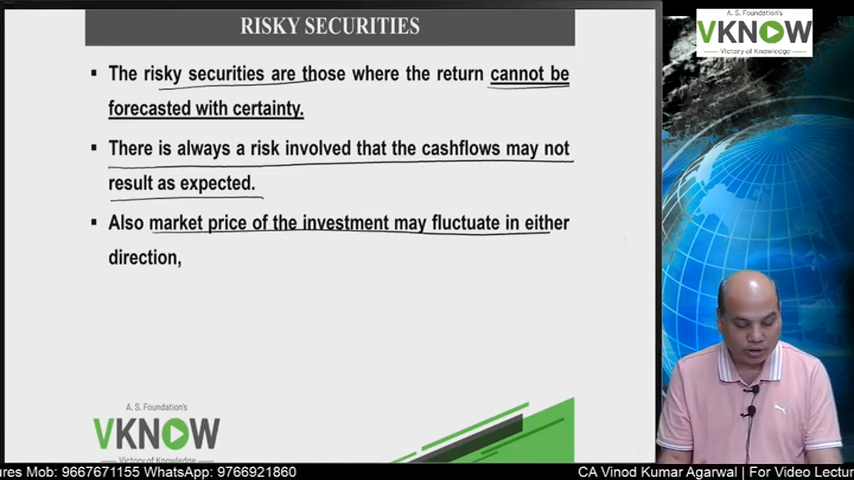 RISKY SECURITIES
▪ The risky securities are those where the return cannot be
forecasted with certainty.
▪ There is always a risk involved that the cashflows may not
result as expected.
▪ Also market price of the investment may fluctuate in either
direction,
A. S. Foundation's
VKNOW
Victory of Knowledge
A. S. Foundation's
VKNOW
Victory of Knowledge
ures Mob: 9667671155 WhatsApp: 9766921860
CA Vinod Kumar Agarwal | For Video Lectur